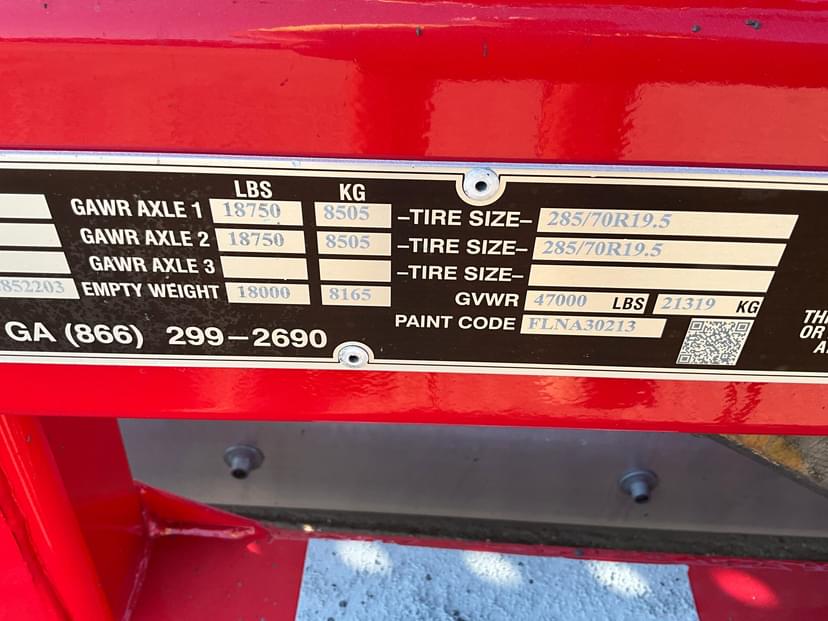 LBS KG
GAWR AXLE 1 18750 8505 –TIRE SIZE– 285/70R19.5
GAWR AXLE 2 18750 8505 –TIRE SIZE– 285/70R19.5
GAWR AXLE 3 –TIRE SIZE–
852203 EMPTY WEIGHT 18000 8165 GVWR 47000 LBS 21319 KG
PAINT CODE FLNA30213
GA (866) 299–2690
OR